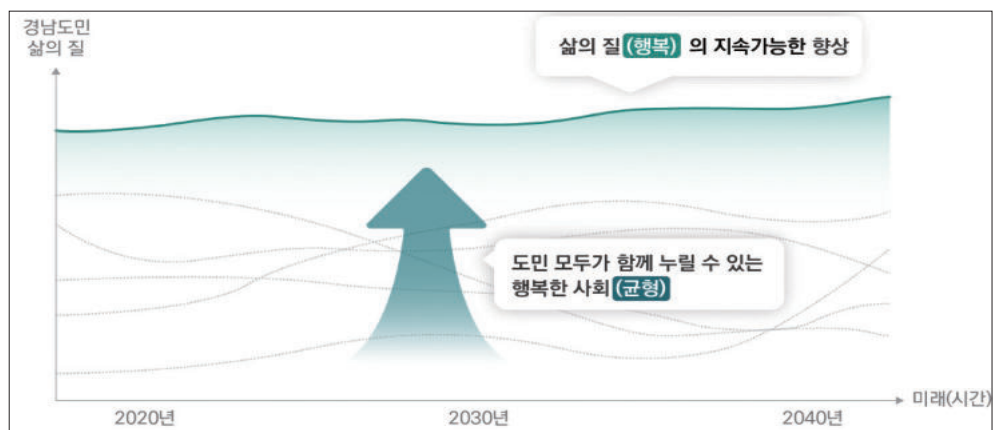 경남도민
삶의 질
삶의 질(행복) 의 지속가능한 향상
도민 모두가 함께 누릴 수 있는
행복한 사회(균형)
미래(시간)
2020년
2030년
2040년